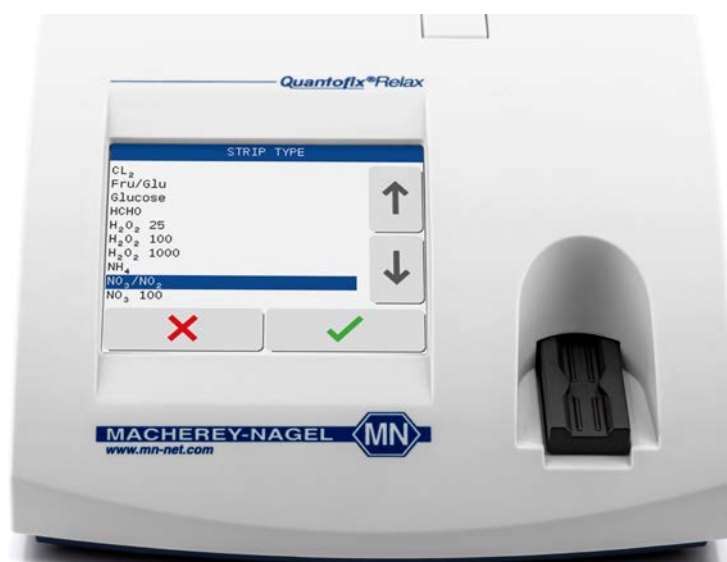 Quantofix®Relax
STRIP TYPE
CL₂
Fru/Glu
Glucose
HCHO
H₂O₂ 25
H₂O₂ 100
H₂O₂ 1000
NH₄
NO₃/NO₂
NO₃ 100
MACHEREY-NAGEL MN
www.mn-net.com